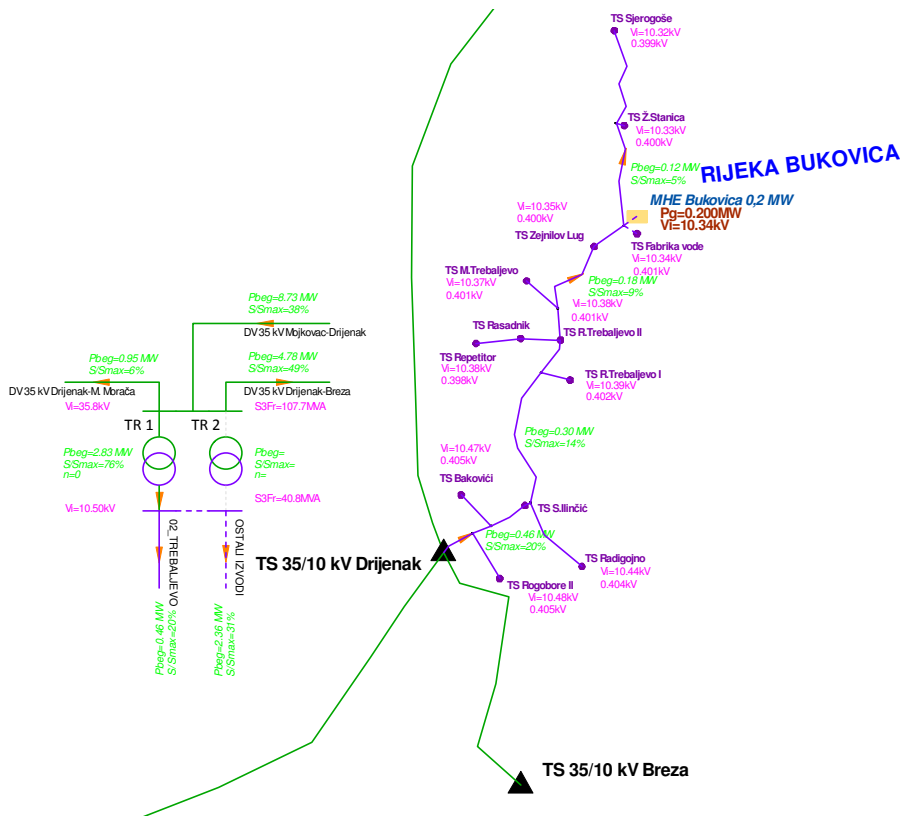 TS Sjerogoše
Vi=10.32kV
0.399kV
TS Ž.Stanica
Vi=10.33kV
0.400kV
RIJEKA BUKOVICA
Pbeg=0.12 MW
S/Smax=5%
MHE Bukovica 0,2 MW
Pg=0.200MW
Vi=10.34kV
Vi=10.35kV
0.400kV
TS Zejnilov Lug
TS Fabrika vode
Vi=10.34kV
0.401kV
TS M.Trebaljevo
Vi=10.37kV
0.401kV
Pbeg=0.18 MW
S/Smax=9%
Vi=10.38kV
0.401kV
TS Rasadnik
TS R.Trebaljevo II
TS Repetitor
Vi=10.38kV
0.398kV
TS R.Trebaljevo I
Vi=10.39kV
0.402kV
Pbeg=8.73 MW
S/Smax=38%
DV 35 kV Mojkovac-Drijenak
Pbeg=0.95 MW
S/Smax=6%
DV 35 kV Drijenak-M. Morača
Pbeg=4.78 MW
S/Smax=49%
DV 35 kV Drijenak-Breza
Vi=35.8kV
S3Fr=107.7MVA
TR 1
TR 2
Pbeg=2.83 MW
S/Smax=76%
n=0
Pbeg=
S/Smax=
n=
Vi=10.50kV
S3Fr=40.8MVA
02_TREBALJEVO
OSTALI IZVODI
Pbeg=0.46 MW
S/Smax=20%
Pbeg=2.36 MW
S/Smax=31%
Pbeg=0.30 MW
S/Smax=14%
Vi=10.47kV
0.405kV
TS Bakovići
TS S.Ilinčić
Pbeg=0.46 MW
S/Smax=20%
TS 35/10 kV Drijenak
TS Radigojno
Vi=10.44kV
0.404kV
TS Rogobore II
Vi=10.48kV
0.405kV
TS 35/10 kV Breza